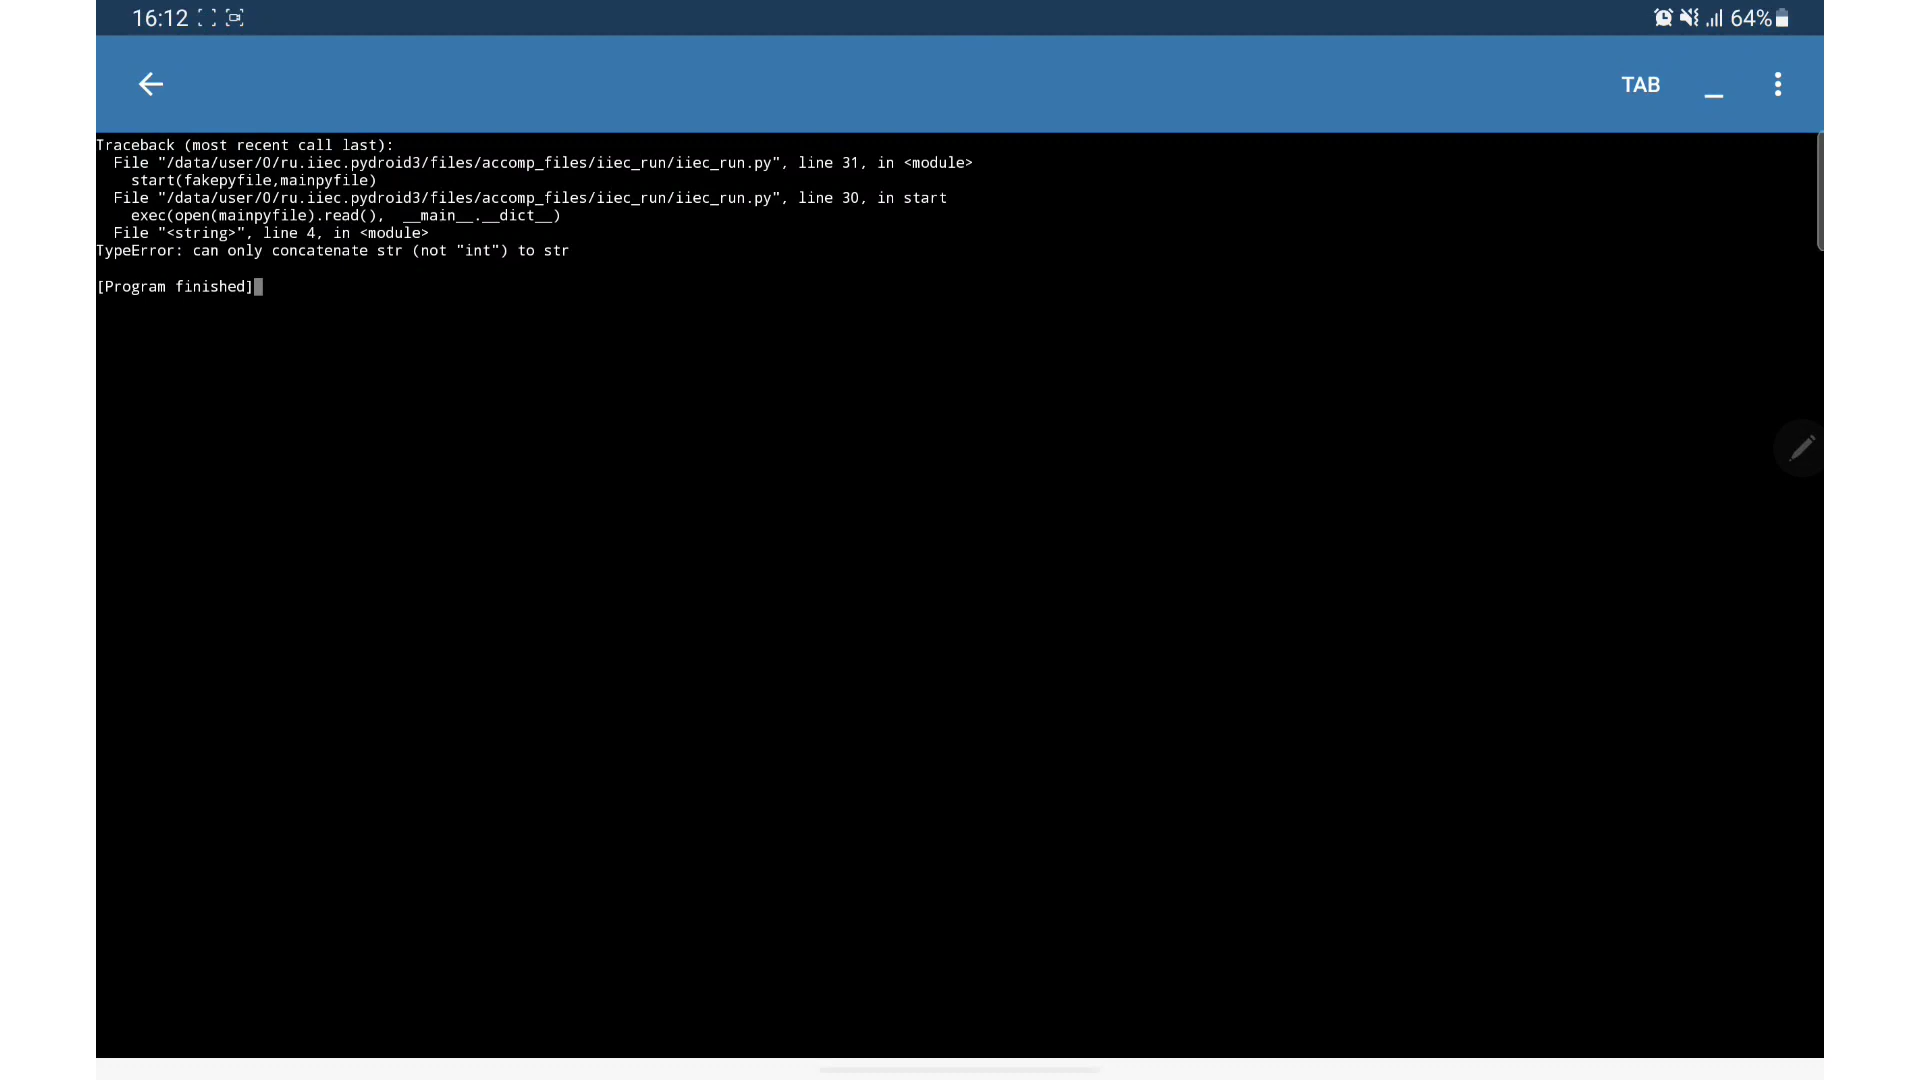 16:12 64%
TAB
Traceback (most recent call last):
  File "/data/user/0/ru.iiec.pydroid3/files/accomp_files/iiec_run/iiec_run.py", line 31, in <module>
    start(fakepyfile,mainpyfile)
  File "/data/user/0/ru.iiec.pydroid3/files/accomp_files/iiec_run/iiec_run.py", line 30, in start
    exec(open(mainpyfile).read(),  __main__.__dict__)
  File "<string>", line 4, in <module>
TypeError: can only concatenate str (not "int") to str
[Program finished]